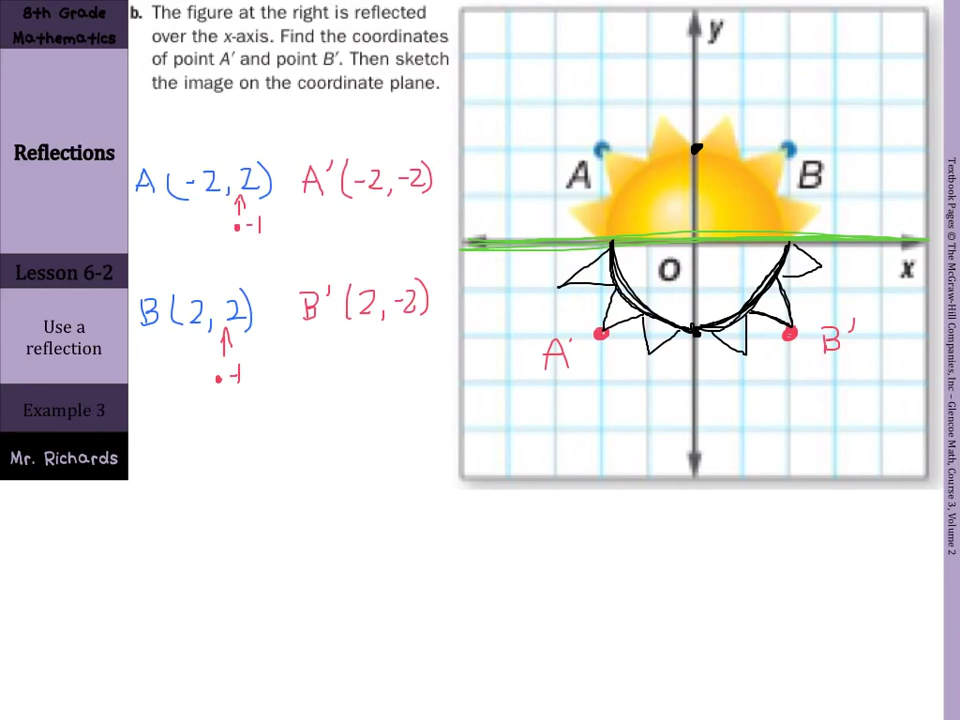 8th Grade
Mathematics
Reflections
Lesson 6-2
Use a
reflection
Example 3
Mr. Richards
b. The figure at the right is reflected
over the x-axis. Find the coordinates
of point A′ and point B′. Then sketch
the image on the coordinate plane.
A (-2, 2) A' (-2, -2)
• -1
B (2, 2) B' (2, -2)
• -1
y
A
B
O
x
A'
B'
Textbook Pages © The McGraw-Hill Companies, Inc – Glencoe Math, Course 3, Volume 2